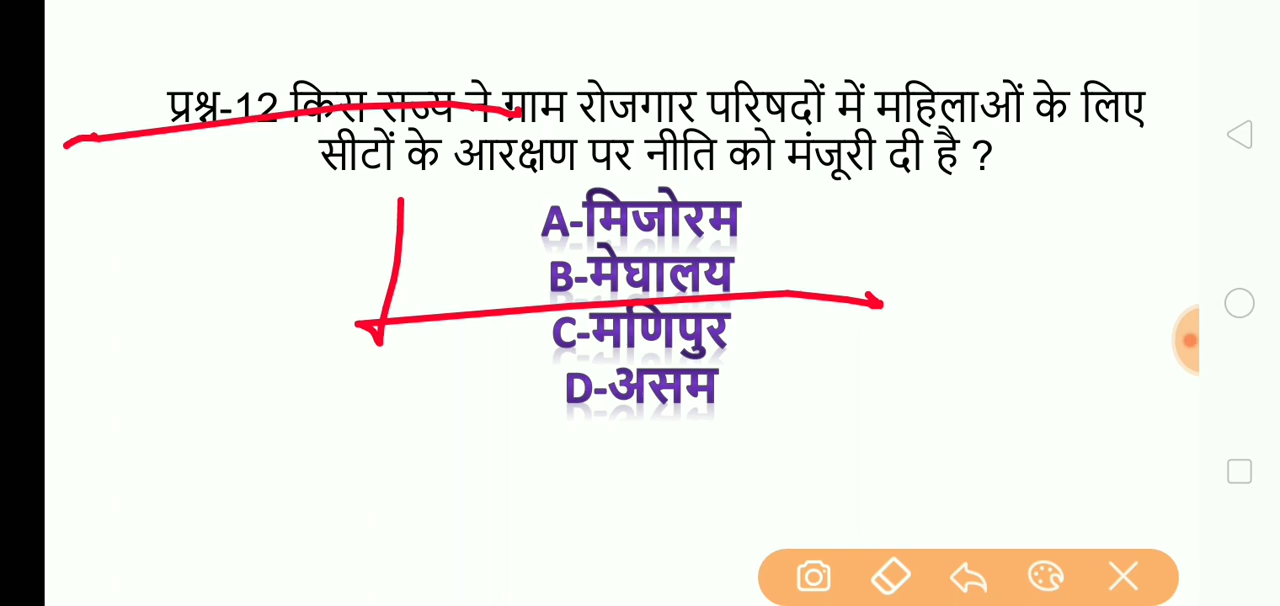 प्रश्न-12 किस राज्य ने ग्राम रोजगार परिषदों में महिलाओं के लिए
सीटों के आरक्षण पर नीति को मंजूरी दी है ?
A-मिजोरम
B-मेघालय
C-मणिपुर
D-असम